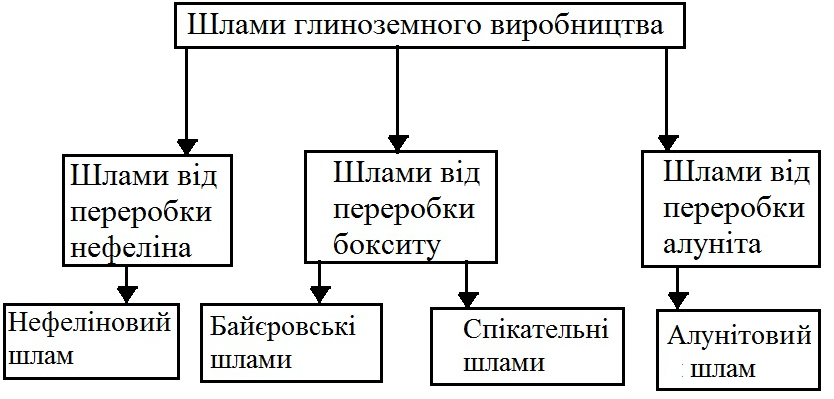 Шлами глиноземного виробництва
Шлами від
переробки
нефеліна
Шлами від
переробки
бокситу
Шлами від
переробки
алуніта
Нефеліновий
шлам
Байєровські
шлами
Спікательні
шлами
Алунітовий
шлам